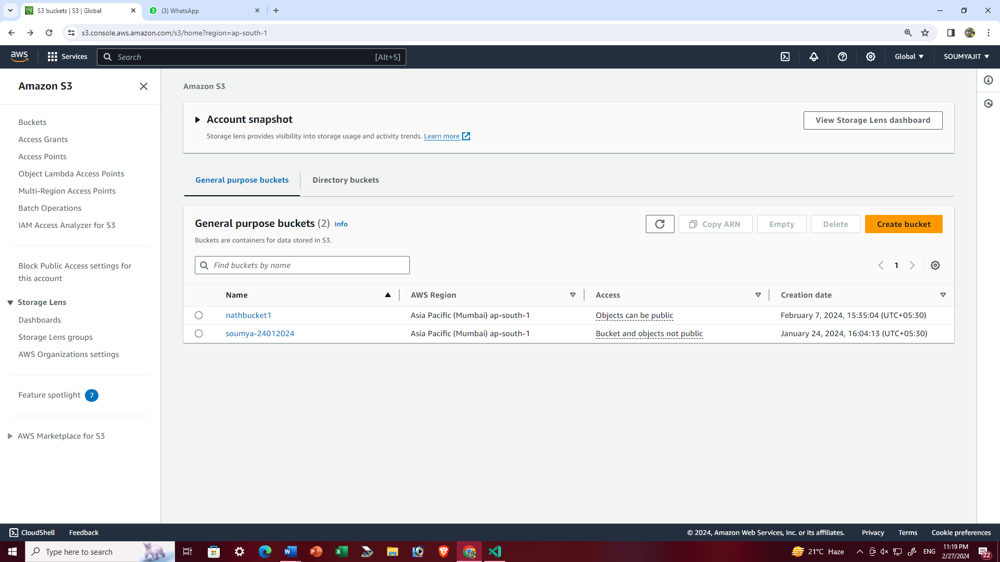 S3 buckets | S3 | Global
(3) WhatsApp
s3.console.aws.amazon.com/s3/home?region=ap-south-1
aws
Services
Search
[Alt+S]
Global
SOUMYAJIT
Amazon S3
Buckets
Access Grants
Access Points
Object Lambda Access Points
Multi-Region Access Points
Batch Operations
IAM Access Analyzer for S3
Block Public Access settings for
this account
Storage Lens
Dashboards
Storage Lens groups
AWS Organizations settings
Feature spotlight 7
AWS Marketplace for S3
Amazon S3
Account snapshot
View Storage Lens dashboard
Storage lens provides visibility into storage usage and activity trends. Learn more
General purpose buckets
Directory buckets
General purpose buckets (2) Info
Copy ARN
Empty
Delete
Create bucket
Buckets are containers for data stored in S3.
Find buckets by name
1
Name AWS Region Access Creation date
nathbucket1 Asia Pacific (Mumbai) ap-south-1 Objects can be public February 7, 2024, 15:35:04 (UTC+05:30)
soumya-24012024 Asia Pacific (Mumbai) ap-south-1 Bucket and objects not public January 24, 2024, 16:04:13 (UTC+05:30)
CloudShell
Feedback
© 2024, Amazon Web Services, Inc. or its affiliates.
Privacy
Terms
Cookie preferences
Type here to search
21°C Haze
ENG
11:19 PM
2/27/2024
22